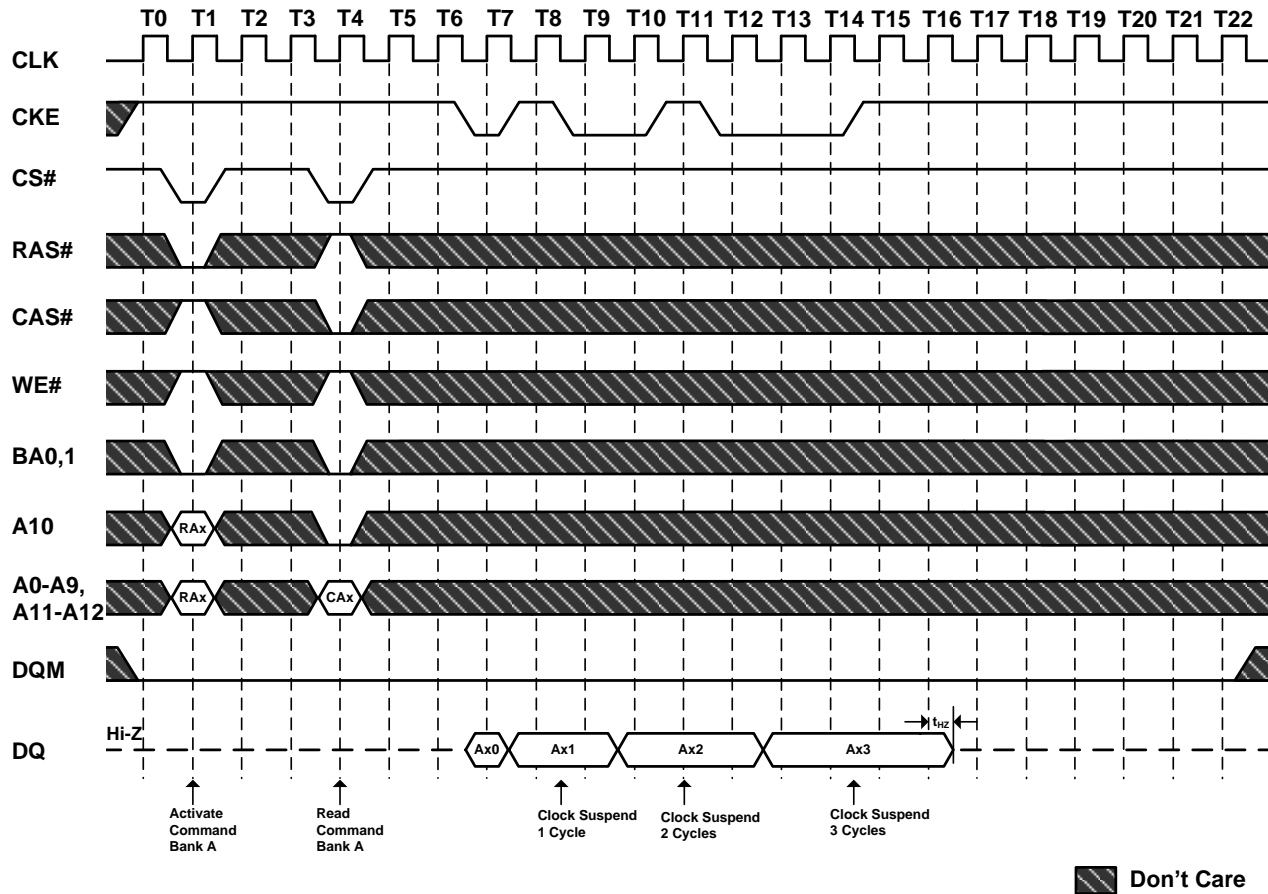 T0 T1 T2 T3 T4 T5 T6 T7 T8 T9 T10 T11 T12 T13 T14 T15 T16 T17 T18 T19 T20 T21 T22
CLK
CKE
CS#
RAS#
CAS#
WE#
BA0,1
A10
RAx
A0-A9,
A11-A12
RAx
CAx
DQM
tHZ
Hi-Z
DQ
Ax0
Ax1
Ax2
Ax3
Activate
Command
Bank A
Read
Command
Bank A
Clock Suspend
1 Cycle
Clock Suspend
2 Cycles
Clock Suspend
3 Cycles
Don't Care